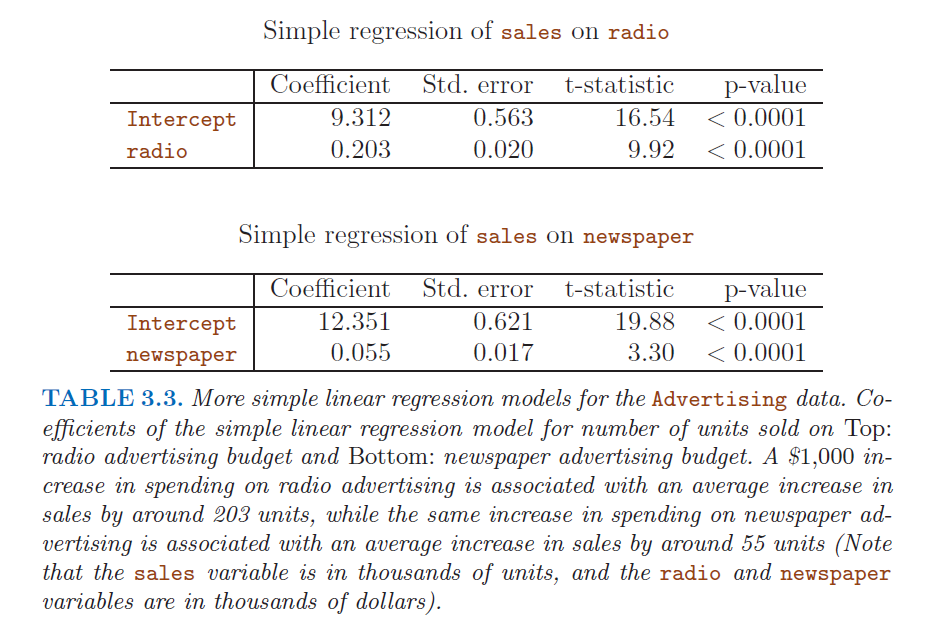 Simple regression of sales on radio
Coefficient Std. error t-statistic p-value
Intercept 9.312 0.563 16.54 < 0.0001
radio 0.203 0.020 9.92 < 0.0001
Simple regression of sales on newspaper
Coefficient Std. error t-statistic p-value
Intercept 12.351 0.621 19.88 < 0.0001
newspaper 0.055 0.017 3.30 < 0.0001
TABLE 3.3. More simple linear regression models for the Advertising data. Co-
efficients of the simple linear regression model for number of units sold on Top:
radio advertising budget and Bottom: newspaper advertising budget. A $1,000 in-
crease in spending on radio advertising is associated with an average increase in
sales by around 203 units, while the same increase in spending on newspaper ad-
vertising is associated with an average increase in sales by around 55 units (Note
that the sales variable is in thousands of units, and the radio and newspaper
variables are in thousands of dollars).